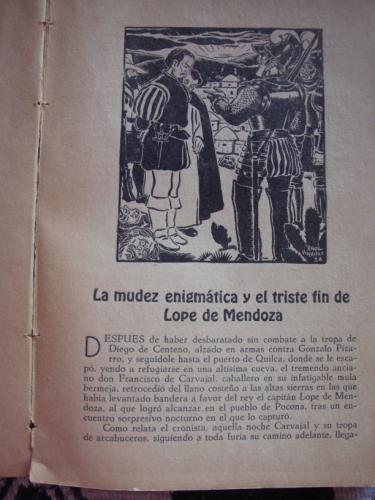 La mudez enigmática y el triste fin de
Lope de Mendoza
DESPUES de haber desbaratado sin combate a la tropa de
Diego de Centeno, alzado en armas contra Gonzalo Piza-
rro, y seguídole hasta el puerto de Quilca, donde se le esca-
pó, yendo a refugiarse en una altísima cueva, el tremendo ancia-
no don Francisco de Carvajal, caballero en su infatigable mula
bermeja, retrocedió del llano costeño a las altas sierras en las que
había levantado bandera a favor del rey el capitán Lope de Men-
doza, al que logró alcanzar en el pueblo de Pocona, tras un en-
cuentro sorpresivo nocturno en el que lo capturó.
Como relata el cronista, aquella noche Carvajal y su tropa
de arcabuceros, siguiendo a toda furia su camino adelante, llega-